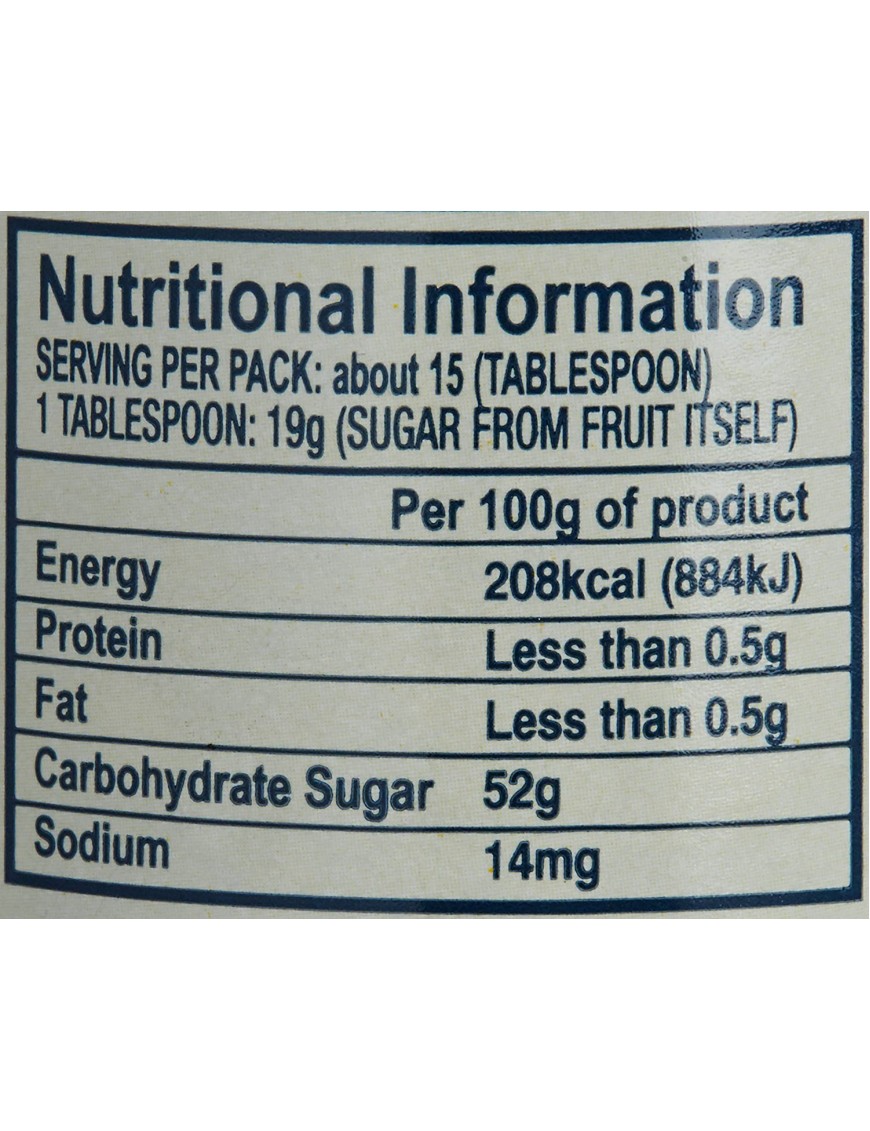 Nutritional Information
SERVING PER PACK: about 15 (TABLESPOON)
1 TABLESPOON: 19g (SUGAR FROM FRUIT ITSELF)
Per 100g of product
Energy 208kcal (884kJ)
Protein Less than 0.5g
Fat Less than 0.5g
Carbohydrate Sugar 52g
Sodium 14mg